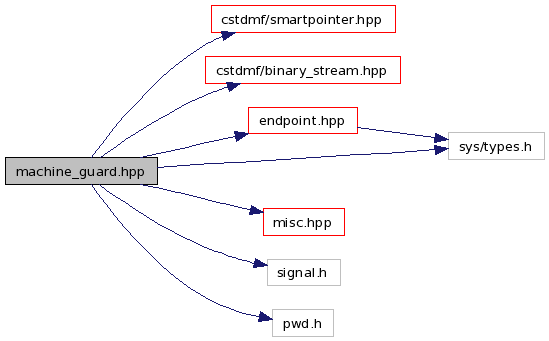 cstdmf/smartpointer.hpp
cstdmf/binary_stream.hpp
endpoint.hpp
sys/types.h
machine_guard.hpp
misc.hpp
signal.h
pwd.h